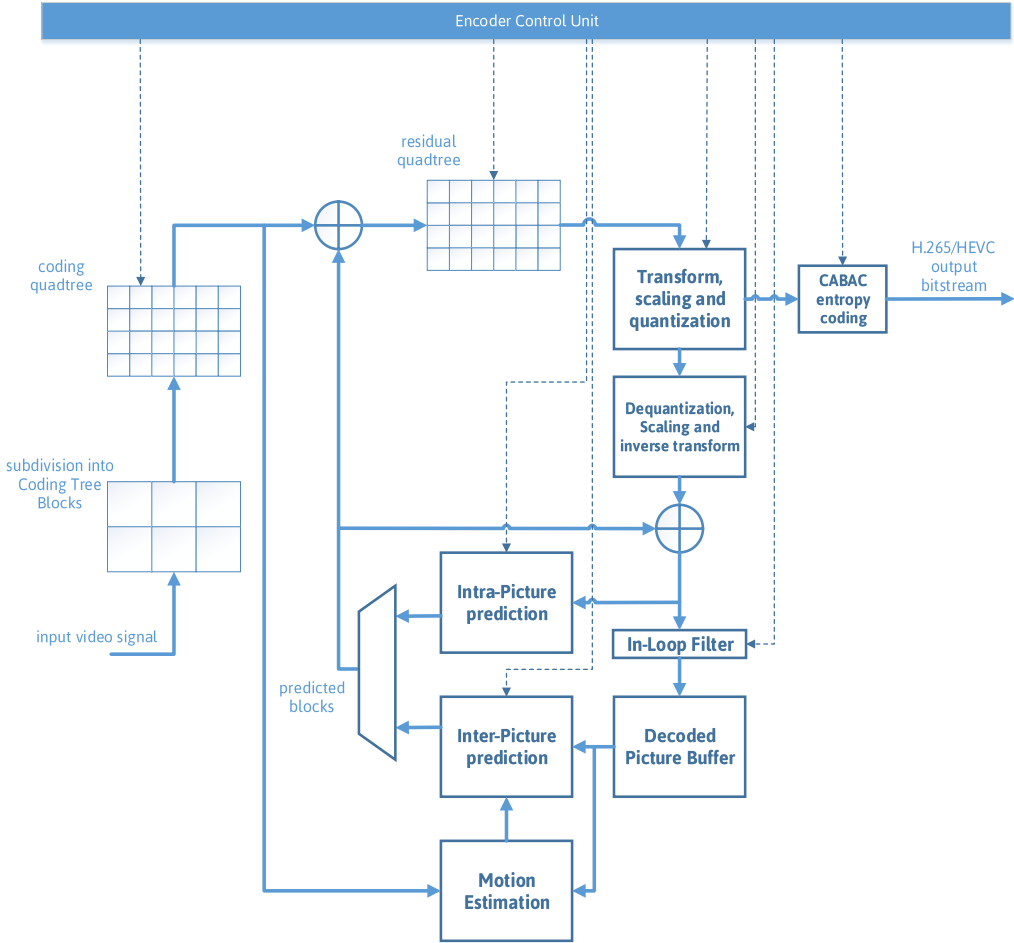 Encoder Control Unit
residual
quadtree
coding
quadtree
Transform,
scaling and
quantization
CABAC
entropy
coding
H.265/HEVC
output
bitstream
Dequantization,
Scaling and
inverse transform
subdivision into
Coding Tree
Blocks
Intra-Picture
prediction
input video signal
In-Loop Filter
predicted
blocks
Inter-Picture
prediction
Decoded
Picture Buffer
Motion
Estimation